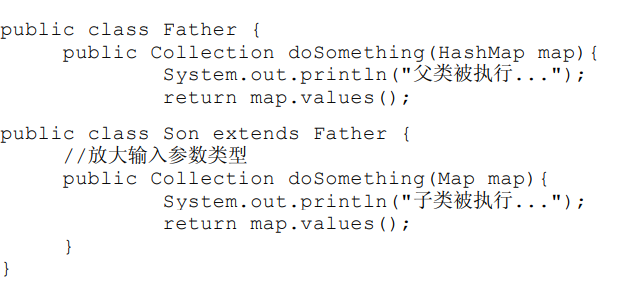 public class Father {
     public Collection doSomething(HashMap map){
             System.out.println("父类被执行...");
             return map.values();
public class Son extends Father {
     //放大输入参数类型
     public Collection doSomething(Map map){
             System.out.println("子类被执行...");
             return map.values();
     }
}